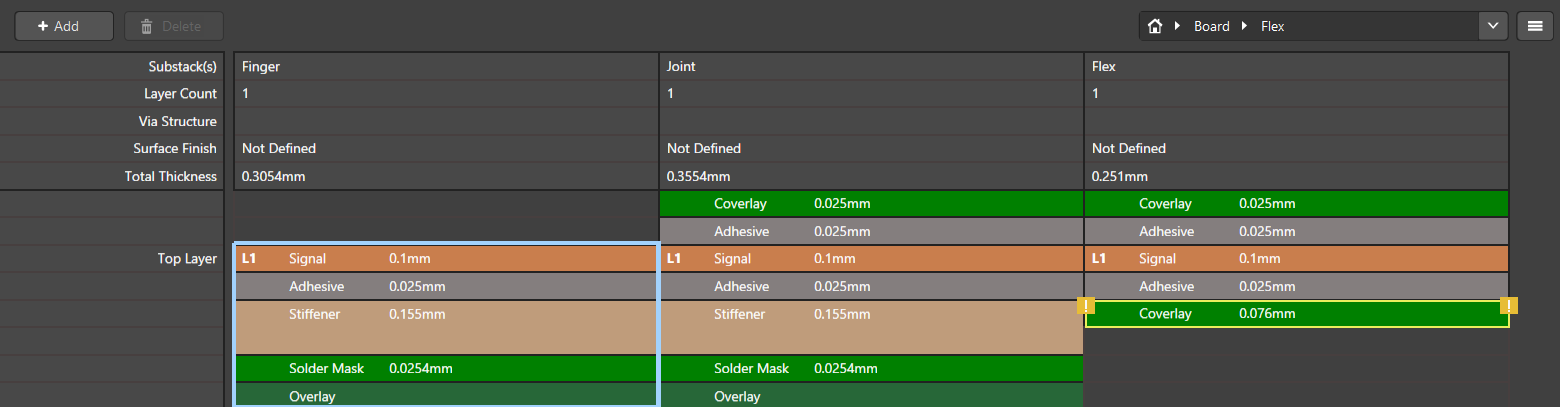 + Add Delete Board Flex
Substack(s) Finger Joint Flex
Layer Count 1 1 1
Via Structure
Surface Finish Not Defined Not Defined Not Defined
Total Thickness 0.3054mm 0.3554mm 0.251mm
Coverlay 0.025mm Coverlay 0.025mm
Adhesive 0.025mm Adhesive 0.025mm
Top Layer L1 Signal 0.1mm L1 Signal 0.1mm L1 Signal 0.1mm
Adhesive 0.025mm Adhesive 0.025mm Adhesive 0.025mm
Stiffener 0.155mm Stiffener 0.155mm ! Coverlay 0.076mm !
Solder Mask 0.0254mm Solder Mask 0.0254mm
Overlay Overlay